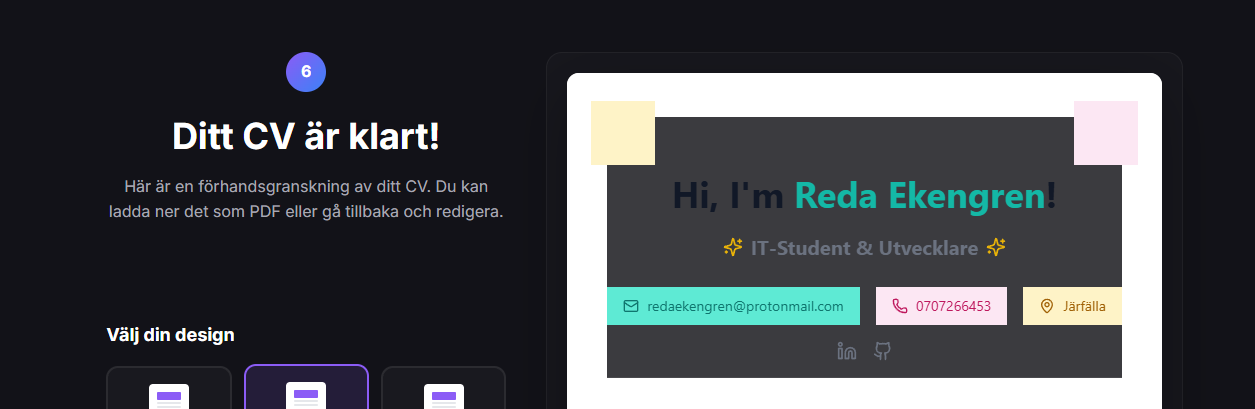 6
Ditt CV är klart!
Här är en förhandsgranskning av ditt CV. Du kan
ladda ner det som PDF eller gå tillbaka och redigera.
Välj din design
Hi, I'm Reda Ekengren!
IT-Student & Utvecklare
redaekengren@protonmail.com
0707266453
Järfälla